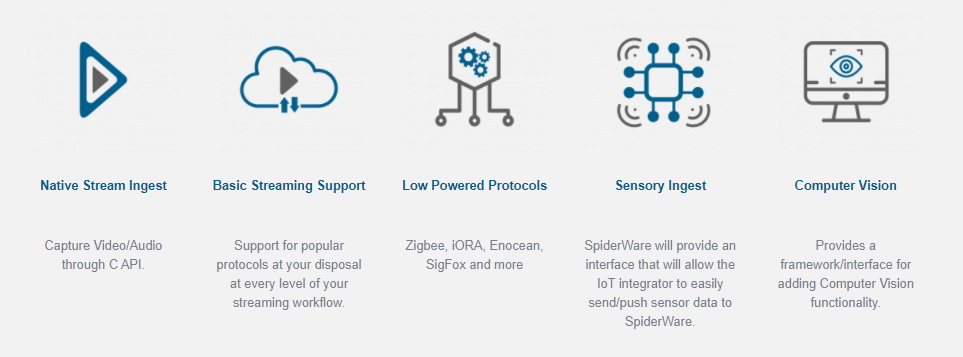 Native Stream Ingest
Capture Video/Audio
through C API.
Basic Streaming Support
Support for popular
protocols at your disposal
at every level of your
streaming workflow.
Low Powered Protocols
Zigbee, iORA, Enocean,
SigFox and more
Sensory Ingest
SpiderWare will provide an
interface that will allow the
IoT integrator to easily
send/push sensor data to
SpiderWare.
Computer Vision
Provides a
framework/interface for
adding Computer Vision
functionality.